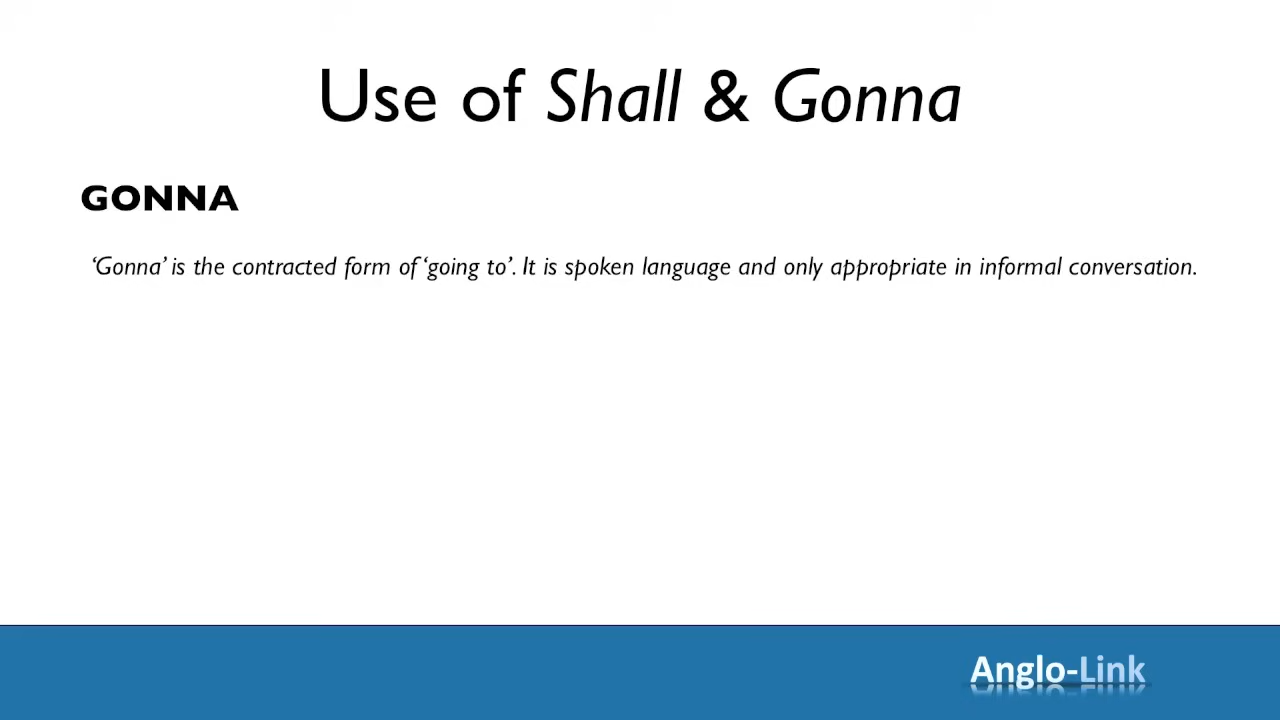 Use of Shall & Gonna
GONNA
‘Gonna’ is the contracted form of ‘going to’. It is spoken language and only appropriate in informal conversation.
Anglo-Link